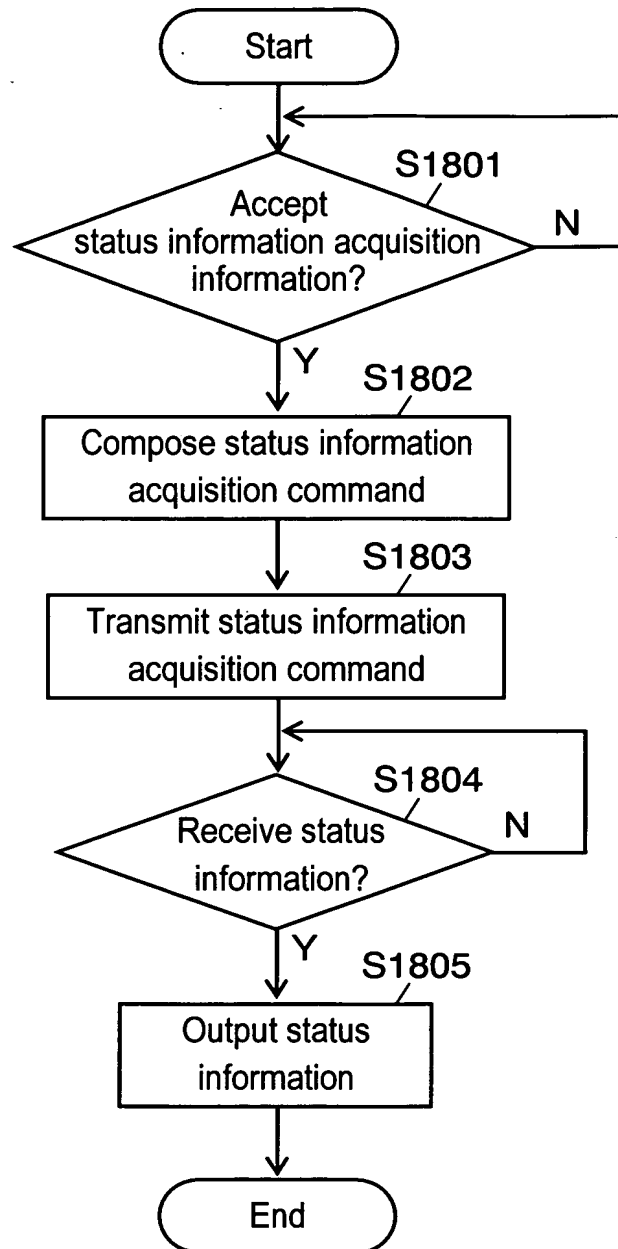 Start
S1801
Accept
status information acquisition
information?
N
Y
S1802
Compose status information
acquisition command
S1803
Transmit status information
acquisition command
S1804
Receive status
information?
N
Y
S1805
Output status
information
End